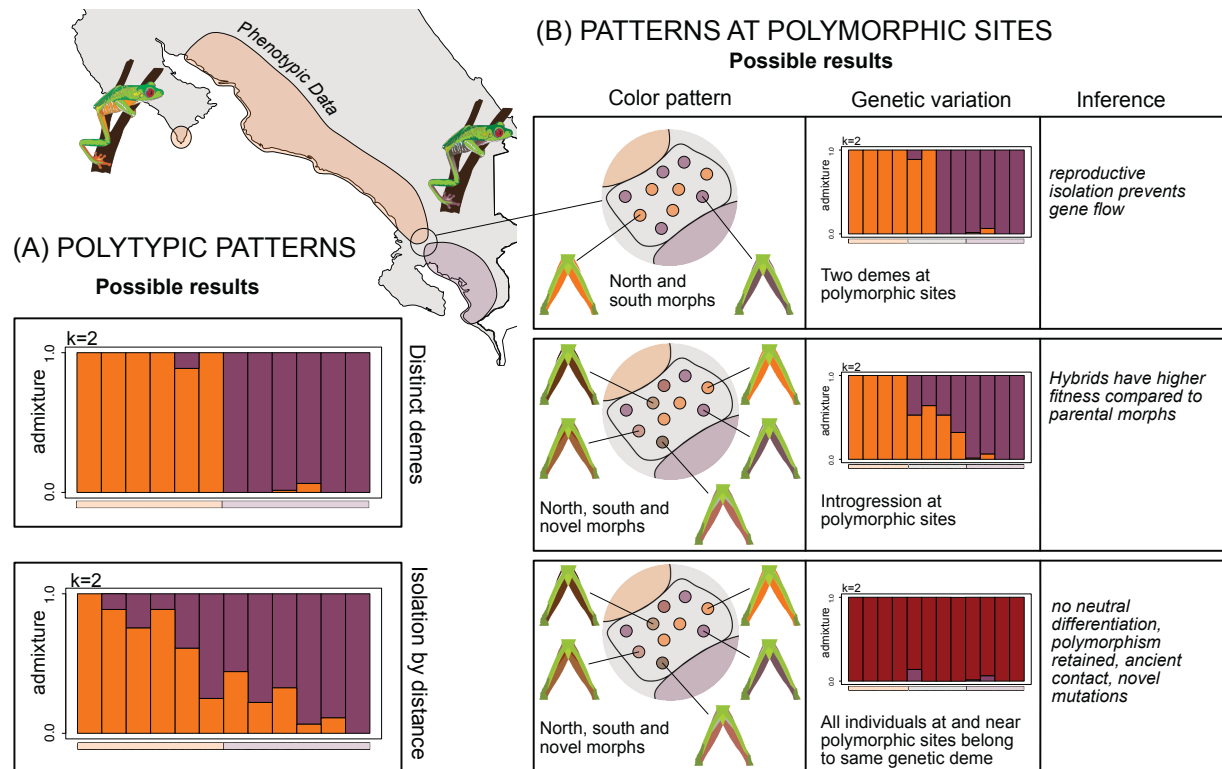 Phenotypic Data
(A) POLYTYPIC PATTERNS
Possible results
k=2
1.0
admixture
0.0
Distinct demes
k=2
1.0
admixture
0.0
Isolation by distance
(B) PATTERNS AT POLYMORPHIC SITES
Possible results
Color pattern
Genetic variation
Inference
North and
south morphs
k=2
1.0
admixture
0.0
Two demes at
polymorphic sites
reproductive
isolation prevents
gene flow
North, south and
novel morphs
k=2
1.0
admixture
0.0
Introgression at
polymorphic sites
Hybrids have higher
fitness compared to
parental morphs
North, south and
novel morphs
k=2
1.0
admixture
0.0
All individuals at and near
polymorphic sites belong
to same genetic deme
no neutral
differentiation,
polymorphism
retained, ancient
contact, novel
mutations